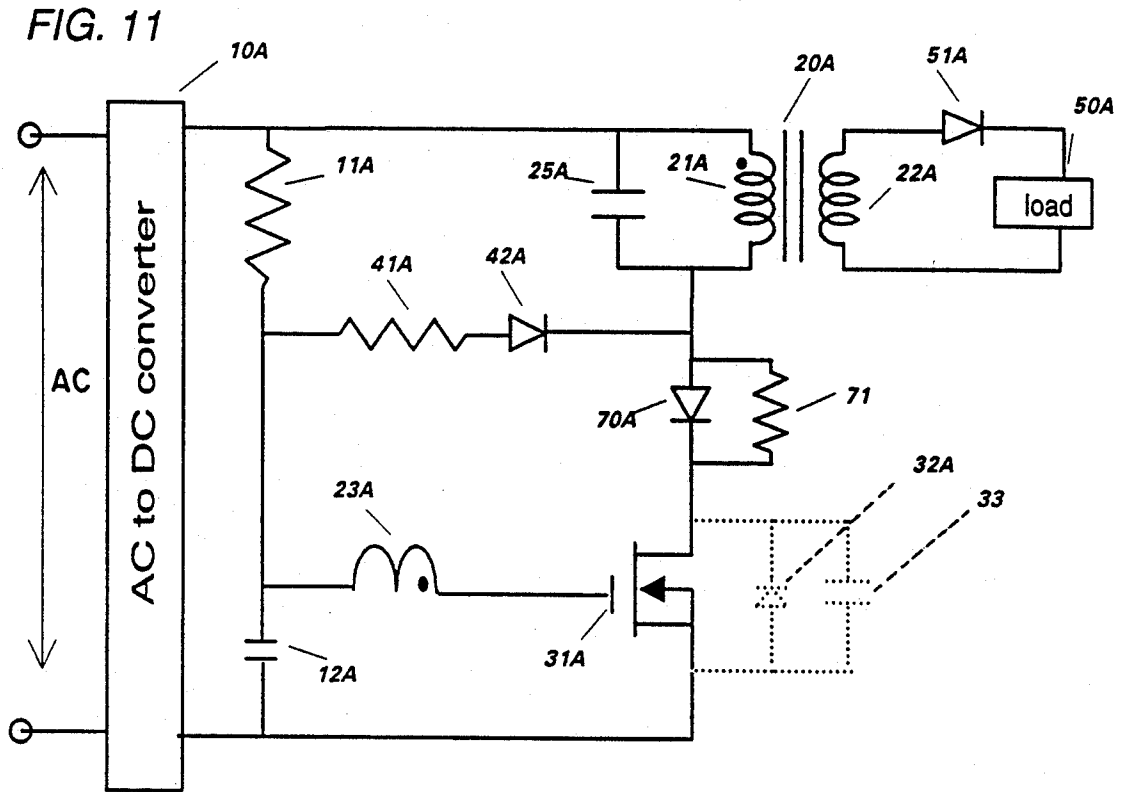 FIG. 11
10A
20A
51A
50A
11A
25A
21A
22A
load
41A
42A
AC
AC to DC converter
70A
71
23A
32A
33
31A
12A